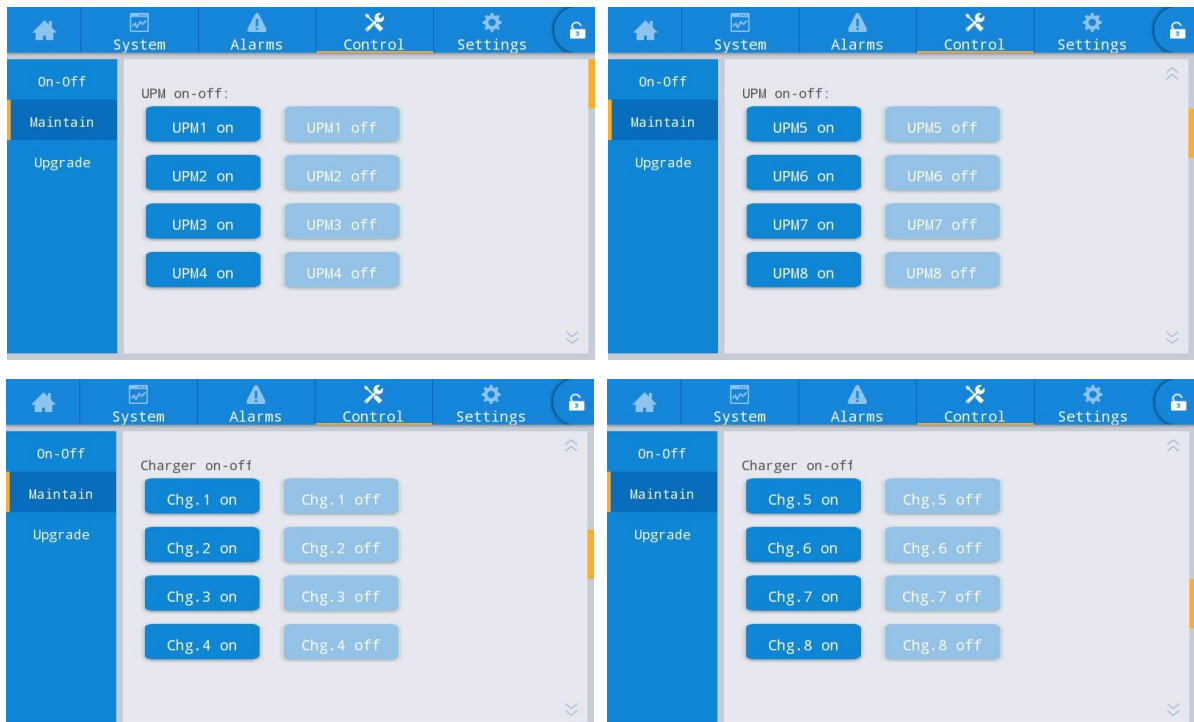 System Alarms Control Settings 3
On-Off
Maintain
Upgrade
UPM on-off:
UPM1 on UPM1 off
UPM2 on UPM2 off
UPM3 on UPM3 off
UPM4 on UPM4 off
System Alarms Control Settings 3
On-Off
Maintain
Upgrade
UPM on-off:
UPM5 on UPM5 off
UPM6 on UPM6 off
UPM7 on UPM7 off
UPM8 on UPM8 off
System Alarms Control Settings 3
On-Off
Maintain
Upgrade
Charger on-off
Chg.1 on Chg.1 off
Chg.2 on Chg.2 off
Chg.3 on Chg.3 off
Chg.4 on Chg.4 off
System Alarms Control Settings 3
On-Off
Maintain
Upgrade
Charger on-off
Chg.5 on Chg.5 off
Chg.6 on Chg.6 off
Chg.7 on Chg.7 off
Chg.8 on Chg.8 off